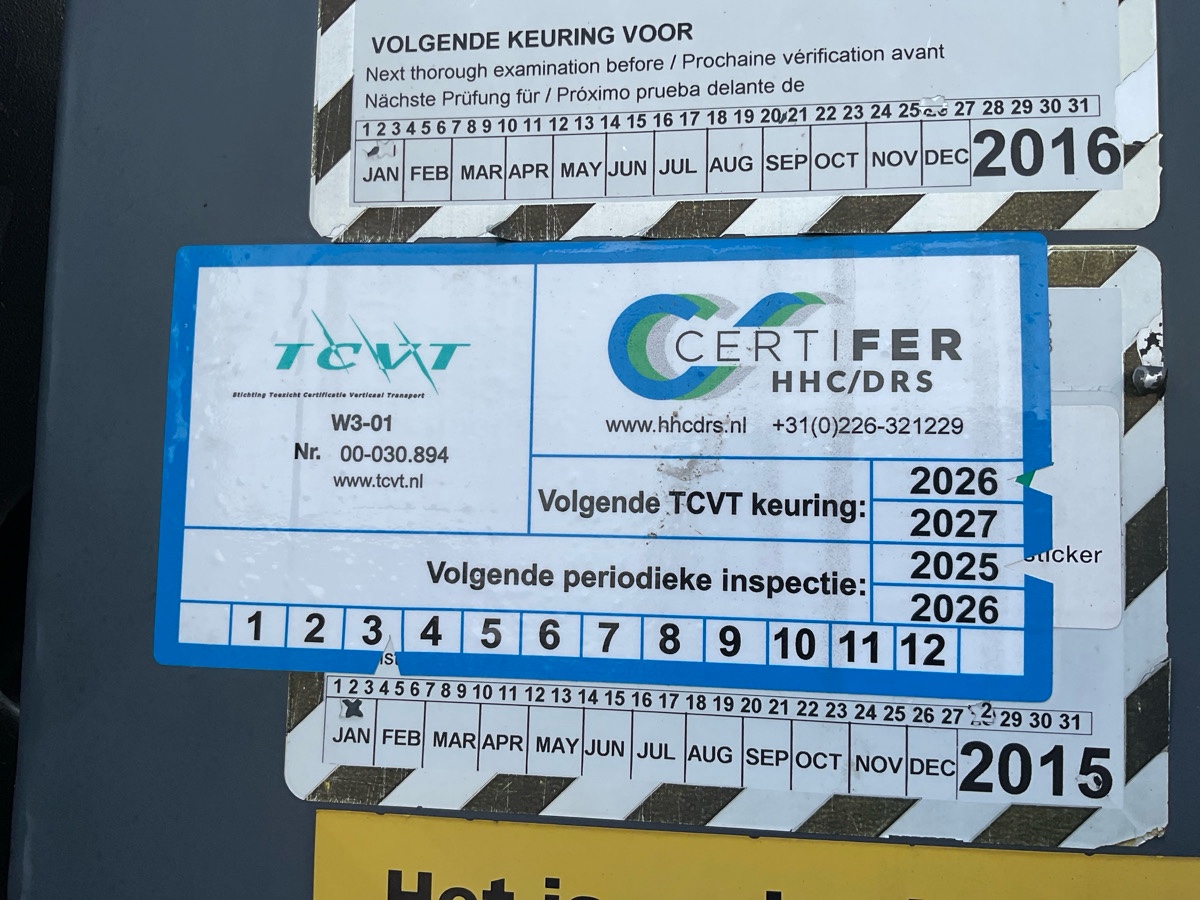 VOLGENDE KEURING VOOR
Next thorough examination before / Prochaine vérification avant
Nächste Prüfung für / Próximo prueba delante de
1 2 3 4 5 6 7 8 9 10 11 12 13 14 15 16 17 18 19 20 21 22 23 24 25 27 28 29 30 31
JAN FEB MAR APR MAY JUN JUL AUG SEP OCT NOV DEC 2016
TCVT
Stichting Toezicht Certificatie Verticaal Transport
W3-01
Nr. 00-030.894
www.tcvt.nl
CERTIFER
HHC/DRS
www.hhcdrs.nl +31(0)226-321229
Volgende TCVT keuring:
2026
2027
Volgende periodieke inspectie:
2025
2026
sticker
1 2 3 4 5 6 7 8 9 10 11 12
1 2 3 4 5 6 7 8 9 10 11 12 13 14 15 16 17 18 19 20 21 22 23 24 25 26 27 29 30 31
JAN FEB MAR APR MAY JUN JUL AUG SEP OCT NOV DEC 2015
Het is